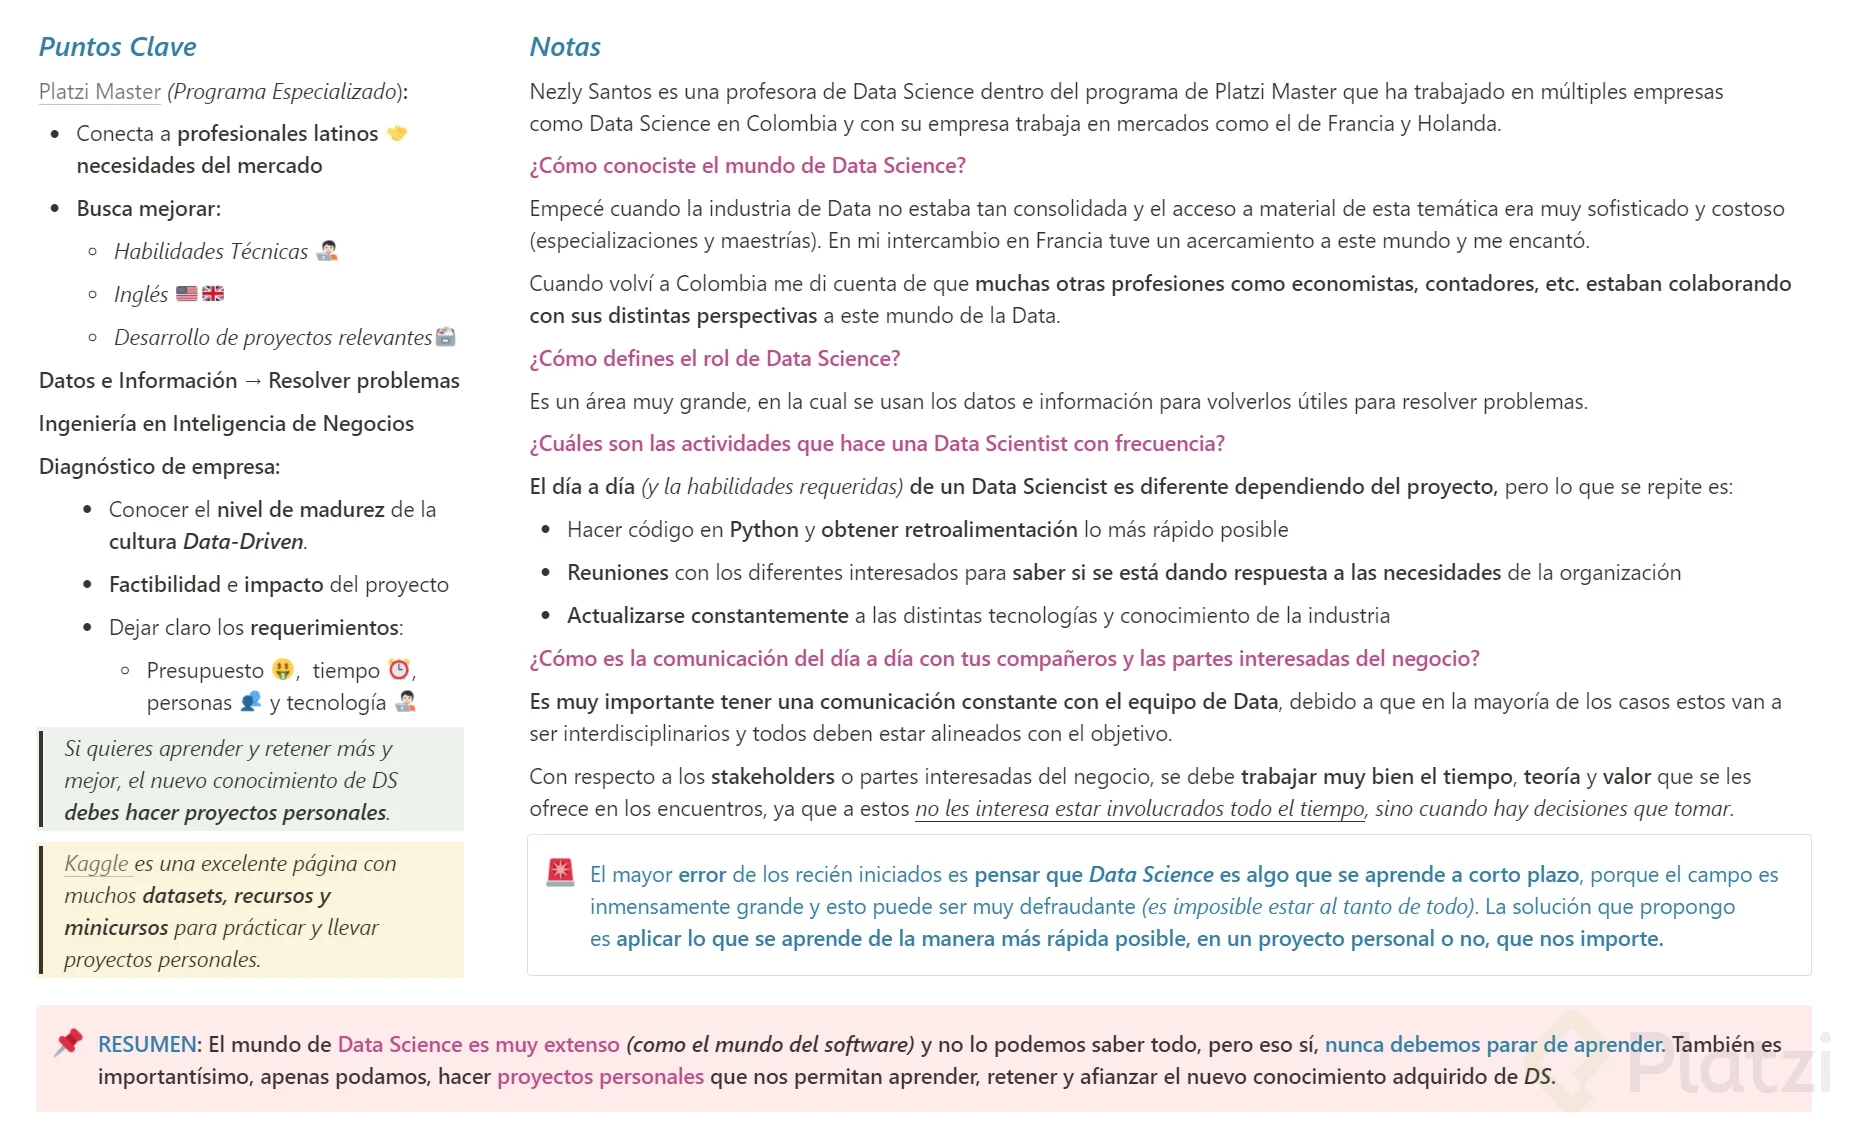 Puntos Clave
Platzi Master (Programa Especializado):
• Conecta a profesionales latinos 🤝
necesidades del mercado
• Busca mejorar:
◦ Habilidades Técnicas 🧑🏻‍💻
◦ Inglés 🇺🇸🇬🇧
◦ Desarrollo de proyectos relevantes🗃️
Datos e Información → Resolver problemas
Ingeniería en Inteligencia de Negocios
Diagnóstico de empresa:
• Conocer el nivel de madurez de la
cultura Data-Driven.
• Factibilidad e impacto del proyecto
• Dejar claro los requerimientos:
◦ Presupuesto 🤑, tiempo ⏰,
personas 👥 y tecnología 🧑🏻‍💻
Si quieres aprender y retener más y
mejor, el nuevo conocimiento de DS
debes hacer proyectos personales.
Kaggle es una excelente página con
muchos datasets, recursos y
minicursos para prácticar y llevar
proyectos personales.
Notas
Nezly Santos es una profesora de Data Science dentro del programa de Platzi Master que ha trabajado en múltiples empresas
como Data Science en Colombia y con su empresa trabaja en mercados como el de Francia y Holanda.
¿Cómo conociste el mundo de Data Science?
Empecé cuando la industria de Data no estaba tan consolidada y el acceso a material de esta temática era muy sofisticado y costoso
(especializaciones y maestrías). En mi intercambio en Francia tuve un acercamiento a este mundo y me encantó.
Cuando volví a Colombia me di cuenta de que muchas otras profesiones como economistas, contadores, etc. estaban colaborando
con sus distintas perspectivas a este mundo de la Data.
¿Cómo defines el rol de Data Science?
Es un área muy grande, en la cual se usan los datos e información para volverlos útiles para resolver problemas.
¿Cuáles son las actividades que hace una Data Scientist con frecuencia?
El día a día (y la habilidades requeridas) de un Data Sciencist es diferente dependiendo del proyecto, pero lo que se repite es:
• Hacer código en Python y obtener retroalimentación lo más rápido posible
• Reuniones con los diferentes interesados para saber si se está dando respuesta a las necesidades de la organización
• Actualizarse constantemente a las distintas tecnologías y conocimiento de la industria
¿Cómo es la comunicación del día a día con tus compañeros y las partes interesadas del negocio?
Es muy importante tener una comunicación constante con el equipo de Data, debido a que en la mayoría de los casos estos van a
ser interdisciplinarios y todos deben estar alineados con el objetivo.
Con respecto a los stakeholders o partes interesadas del negocio, se debe trabajar muy bien el tiempo, teoría y valor que se les
ofrece en los encuentros, ya que a estos no les interesa estar involucrados todo el tiempo, sino cuando hay decisiones que tomar.
🚨 El mayor error de los recién iniciados es pensar que Data Science es algo que se aprende a corto plazo, porque el campo es
inmensamente grande y esto puede ser muy defraudante (es imposible estar al tanto de todo). La solución que propongo
es aplicar lo que se aprende de la manera más rápida posible, en un proyecto personal o no, que nos importe.
📌 RESUMEN: El mundo de Data Science es muy extenso (como el mundo del software) y no lo podemos saber todo, pero eso sí, nunca debemos parar de aprender. También es
importantísimo, apenas podamos, hacer proyectos personales que nos permitan aprender, retener y afianzar el nuevo conocimiento adquirido de DS.
Platzi